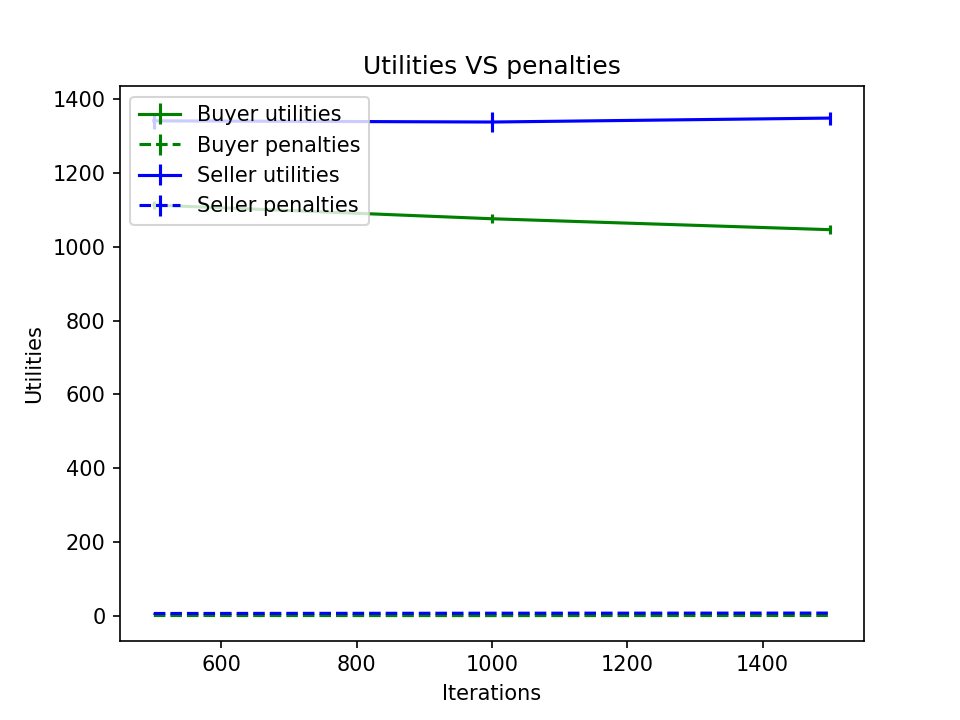 Utilities VS penalties
1400
1200
1000
800
600
400
200
0
Utilities
Buyer utilities
Buyer penalties
Seller utilities
Seller penalties
600 800 1000 1200 1400
Iterations